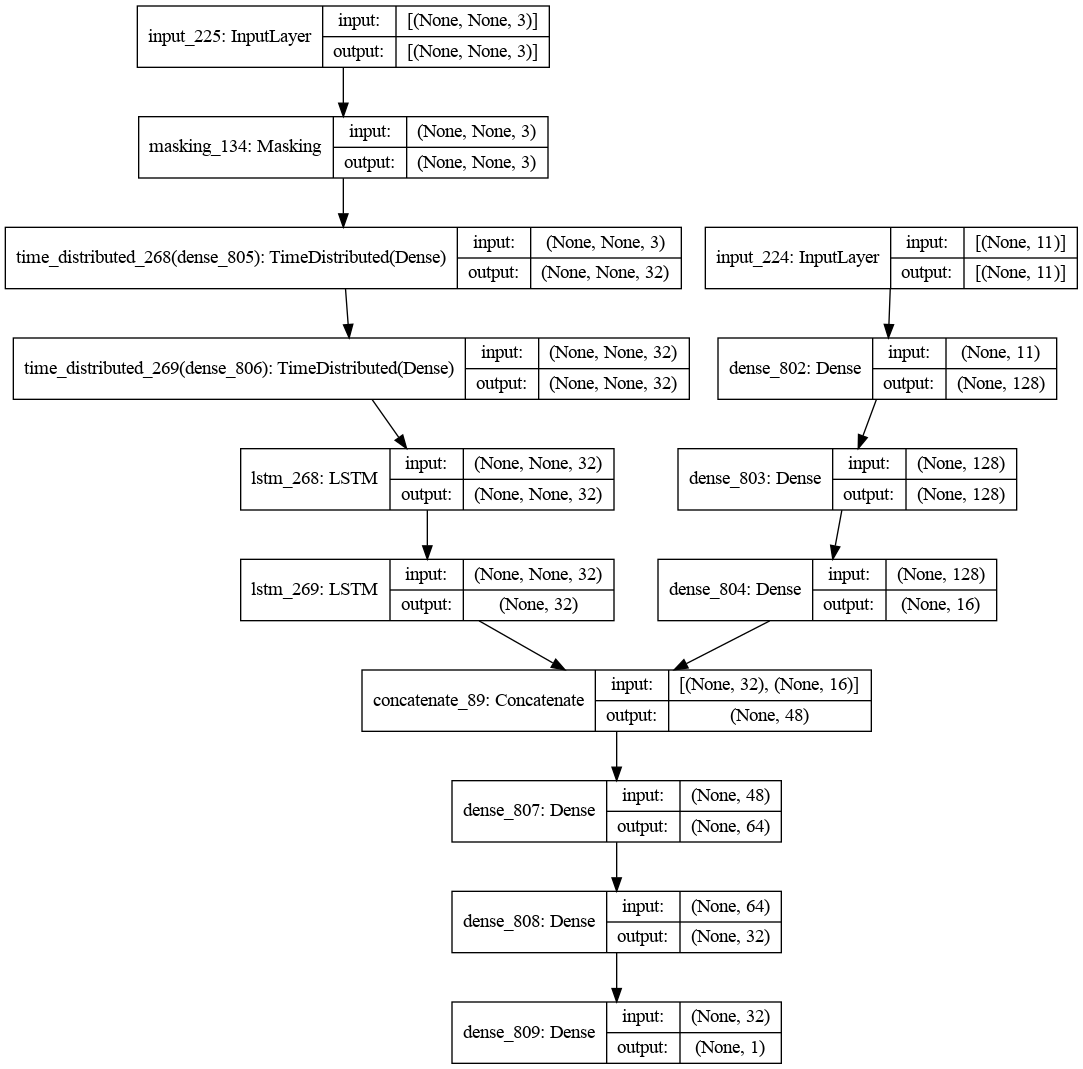 input_225: InputLayer
input: [(None, None, 3)]
output: [(None, None, 3)]
masking_134: Masking
input: (None, None, 3)
output: (None, None, 3)
time_distributed_268(dense_805): TimeDistributed(Dense)
input: (None, None, 3)
output: (None, None, 32)
input_224: InputLayer
input: [(None, 11)]
output: [(None, 11)]
time_distributed_269(dense_806): TimeDistributed(Dense)
input: (None, None, 32)
output: (None, None, 32)
dense_802: Dense
input: (None, 11)
output: (None, 128)
lstm_268: LSTM
input: (None, None, 32)
output: (None, None, 32)
dense_803: Dense
input: (None, 128)
output: (None, 128)
lstm_269: LSTM
input: (None, None, 32)
output: (None, 32)
dense_804: Dense
input: (None, 128)
output: (None, 16)
concatenate_89: Concatenate
input: [(None, 32), (None, 16)]
output: (None, 48)
dense_807: Dense
input: (None, 48)
output: (None, 64)
dense_808: Dense
input: (None, 64)
output: (None, 32)
dense_809: Dense
input: (None, 32)
output: (None, 1)